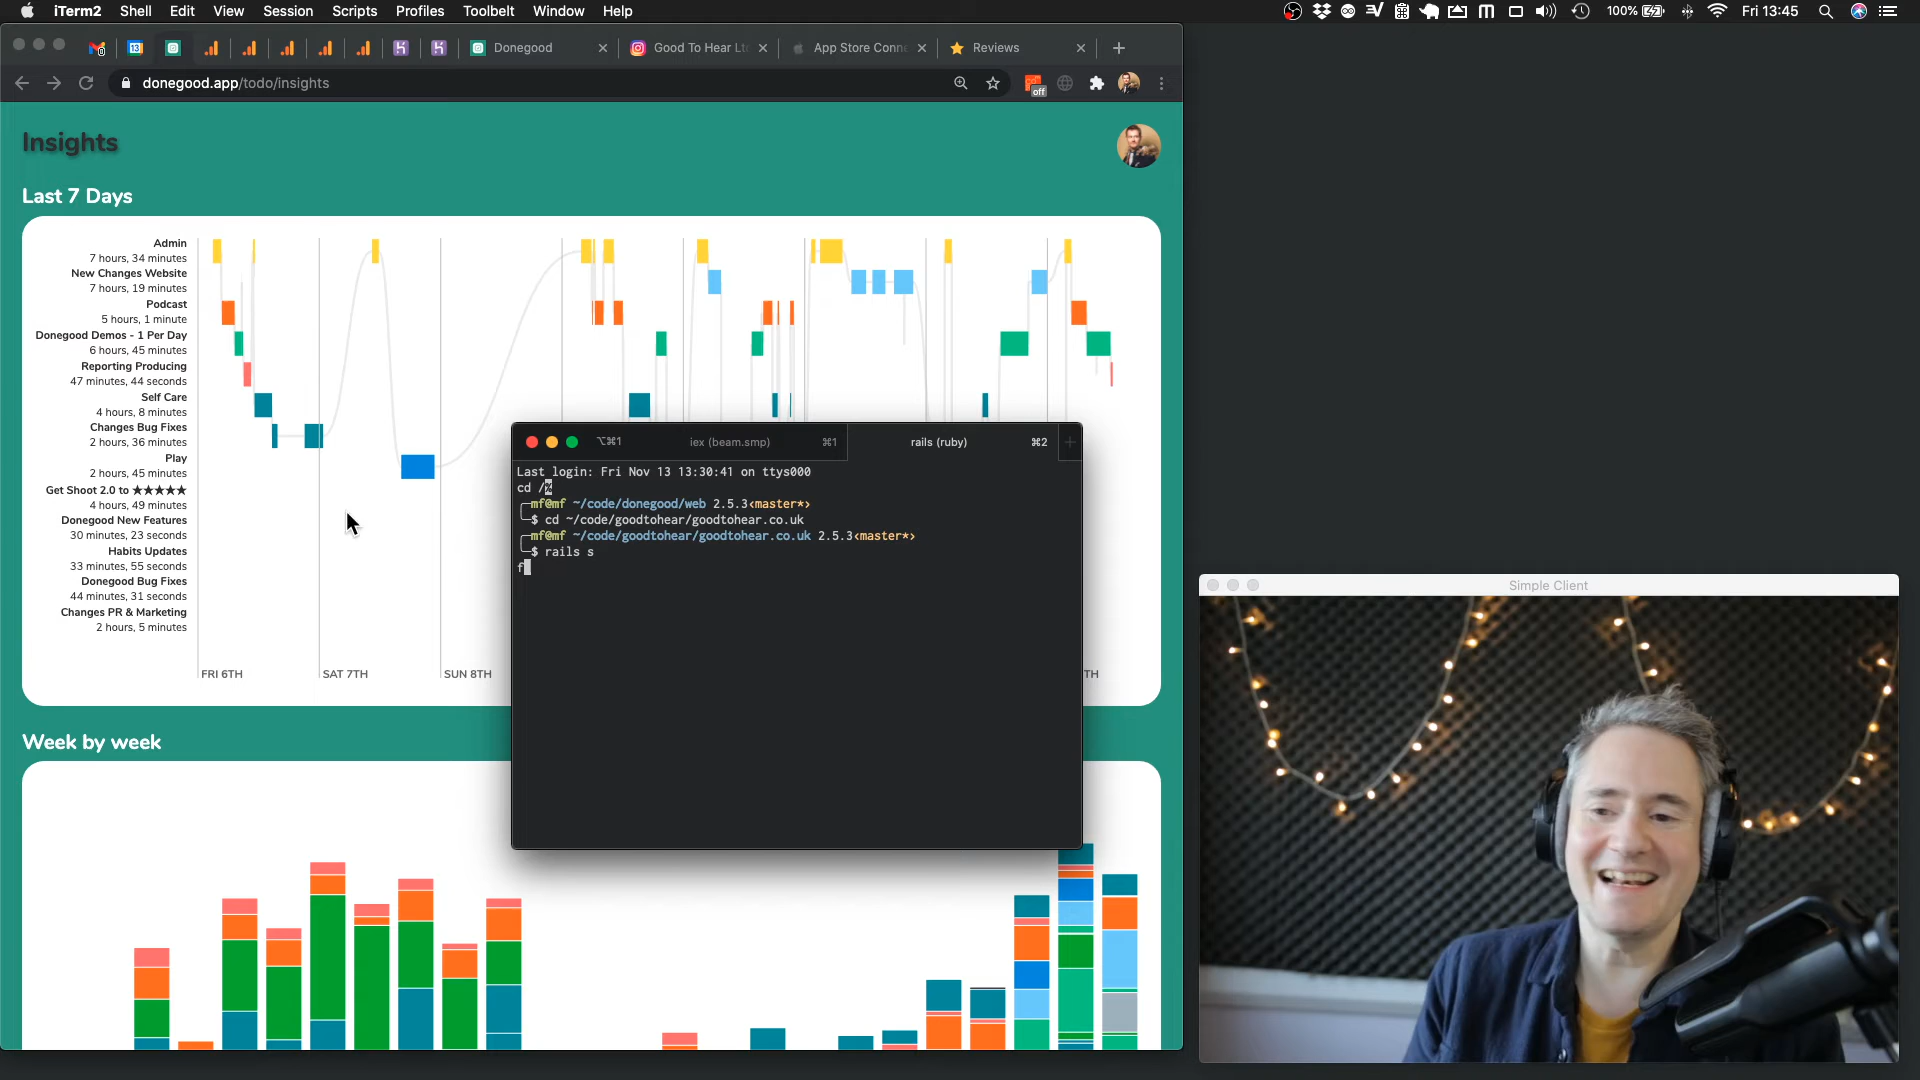 iTerm2 Shell Edit View Session Scripts Profiles Toolbelt Window Help 100% Fri 13:45
Donegood Good To Hear Lt App Store Conne Reviews
donegood.app/todo/insights off
Insights
Last 7 Days
Admin
7 hours, 34 minutes
New Changes Website
7 hours, 19 minutes
Podcast
5 hours, 1 minute
Donegood Demos - 1 Per Day
6 hours, 45 minutes
Reporting Producing
47 minutes, 44 seconds
Self Care
4 hours, 8 minutes
Changes Bug Fixes
2 hours, 36 minutes
Play
2 hours, 45 minutes
Get Shoot 2.0 to ★★★★★
4 hours, 49 minutes
Donegood New Features
30 minutes, 23 seconds
Habits Updates
33 minutes, 55 seconds
Donegood Bug Fixes
44 minutes, 31 seconds
Changes PR & Marketing
2 hours, 5 minutes
FRI 6TH SAT 7TH SUN 8TH TH
Week by week
⌥⌘1 iex (beam.smp) ⌘1 rails (ruby) ⌘2
Last login: Fri Nov 13 13:30:41 on ttys000
cd /%
mf@mf ~/code/donegood/web 2.5.3‹master*›
$ cd ~/code/goodtohear/goodtohear.co.uk
mf@mf ~/code/goodtohear/goodtohear.co.uk 2.5.3‹master*›
$ rails s
f
Simple Client